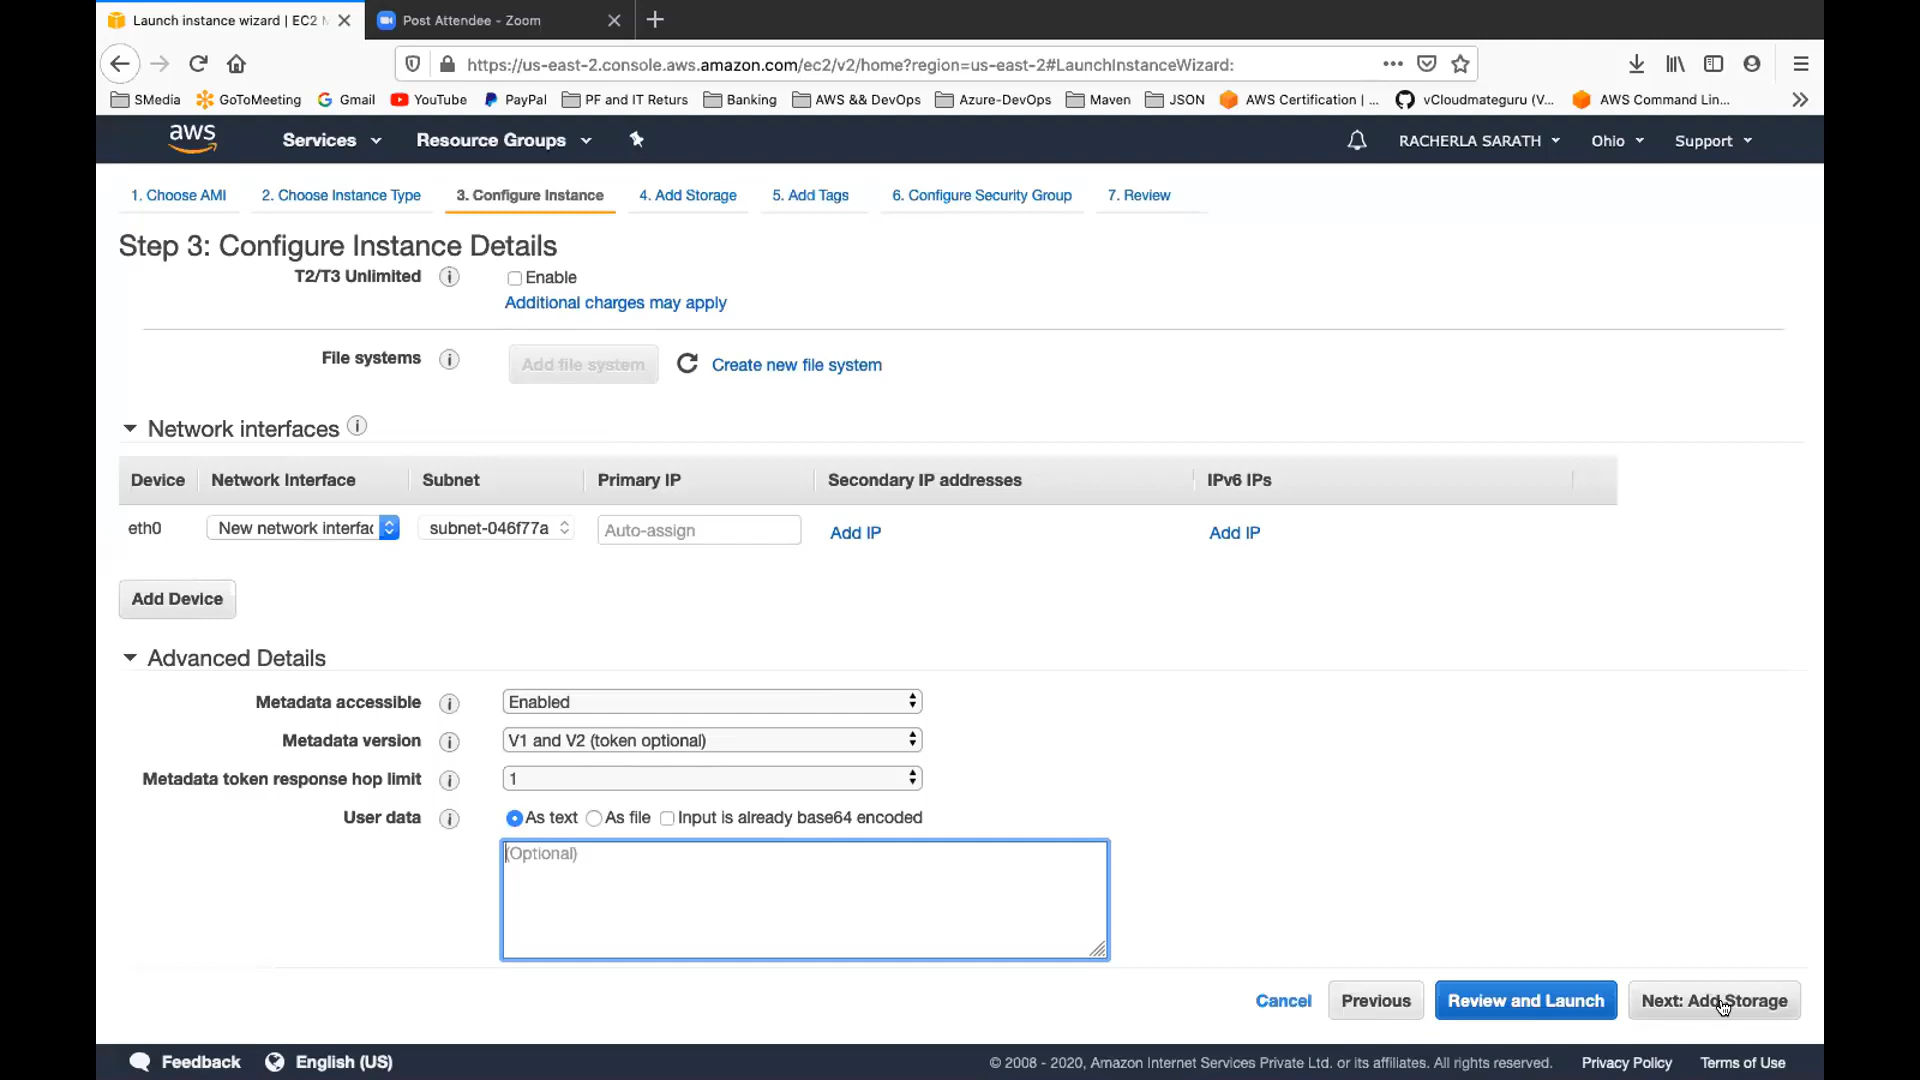 Launch instance wizard | EC2 M
Post Attendee - Zoom
https://us-east-2.console.aws.amazon.com/ec2/v2/home?region=us-east-2#LaunchInstanceWizard:
SMedia GoToMeeting Gmail YouTube PayPal PF and IT Returs Banking AWS && DevOps Azure-DevOps Maven JSON AWS Certification | ... vCloudmateguru (V... AWS Command Lin...
aws Services Resource Groups RACHERLA SARATH Ohio Support
1. Choose AMI 2. Choose Instance Type 3. Configure Instance 4. Add Storage 5. Add Tags 6. Configure Security Group 7. Review
Step 3: Configure Instance Details
T2/T3 Unlimited Enable
Additional charges may apply
File systems Add file system Create new file system
Network interfaces
Device Network Interface Subnet Primary IP Secondary IP addresses IPv6 IPs
eth0 New network interfac subnet-046f77a Auto-assign Add IP Add IP
Add Device
Advanced Details
Metadata accessible Enabled
Metadata version V1 and V2 (token optional)
Metadata token response hop limit 1
User data As text As file Input is already base64 encoded
(Optional)
Cancel Previous Review and Launch Next: Add Storage
Feedback English (US) © 2008 - 2020, Amazon Internet Services Private Ltd. or its affiliates. All rights reserved. Privacy Policy Terms of Use